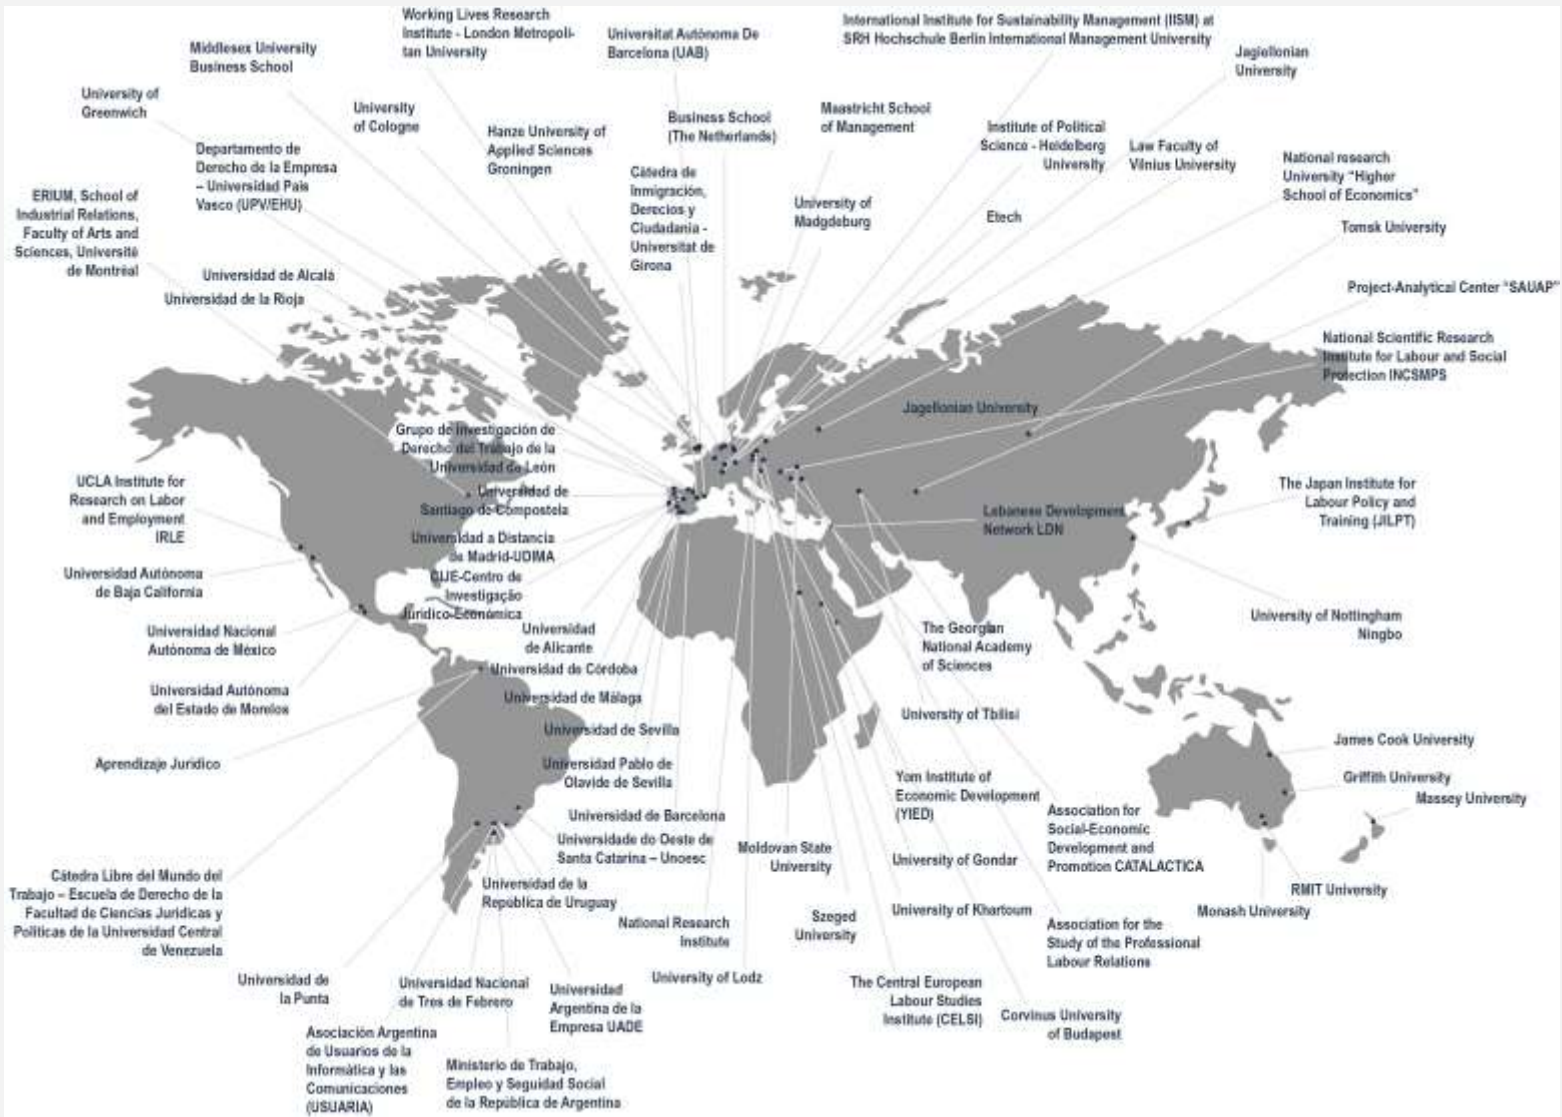 Working Lives Research
Institute - London Metropoli-
tan University
Middlesex University
Business School
Universitat Autònoma De
Barcelona (UAB)
International Institute for Sustainability Management (IISM) at
SRH Hochschule Berlin International Management University
Jagiellonian
University
University of
Greenwich
University
of Cologne
Hanze University of
Applied Sciences
Groningen
Business School
(The Netherlands)
Maastricht School
of Management
Institute of Political
Science - Heidelberg
University
Law Faculty of
Vilnius University
National research
University "Higher
School of Economics"
Departamento de
Derecho de la Empresa
– Universidad Pais
Vasco (UPV/EHU)
Cátedra de
Inmigración,
Derecios y
Ciudadania -
Universitat de
Girona
University of
Madgdeburg
Etech
Tomsk University
ERIUM, School of
Industrial Relations,
Faculty of Arts and
Sciences, Université
de Montréal
Universidad de Alcalá
Universidad de la Rioja
Project-Analytical Center "SAUAP"
National Scientific Research
Institute for Labour and Social
Protection INCSMPS
Jagellonian University
Grupo de Investigación de
Derecho del Trabajo de la
Universidad de León
Universidad de
Santiago de Compostela
UCLA Institute for
Research on Labor
and Employment
IRLE
The Japan Institute for
Labour Policy and
Training (JILPT)
Lebanese Development
Network LDN
Universidad a Distancia
de Madrid-UDIMA
CIJE-Centro de
Investigação
Jurídico-Económica
Universidad Autónoma
de Baja California
Universidad Nacional
Autónoma de México
Universidad
de Alicante
The Georgian
National Academy
of Sciences
University of Nottingham
Ningbo
Universidad de Córdoba
Universidad Autónoma
del Estado de Morelos
Universidad de Málaga
University of Tbilisi
Universidad de Sevilla
James Cook University
Aprendizaje Jurídico
Universidad Pablo de
Olavide de Sevilla
Yom Institute of
Economic Development
(YIED)
Griffith University
Massey University
Association for
Social-Economic
Development and
Promotion CATALACTICA
Universidad de Barcelona
Universidade do Oeste de
Santa Catarina – Unoesc
Moldovan State
University
University of Gondar
Cátedra Libre del Mundo del
Trabajo – Escuela de Derecho de la
Facultad de Ciencias Jurídicas y
Políticas de la Universidad Central
de Venezuela
Universidad de la
República de Uruguay
RMIT University
Monash University
National Research
Institute
Szeged
University
University of Khartoum
Association for the
Study of the Professional
Labour Relations
Universidad de
la Punta
Universidad Nacional
de Tres de Febrero
Universidad
Argentina de la
Empresa UADE
University of Lodz
The Central European
Labour Studies
Institute (CELSI)
Corvinus University
of Budapest
Asociación Argentina
de Usuarios de la
Informática y las
Comunicaciones
(USUARIA)
Ministerio de Trabajo,
Empleo y Seguidad Social
de la República de Argentina